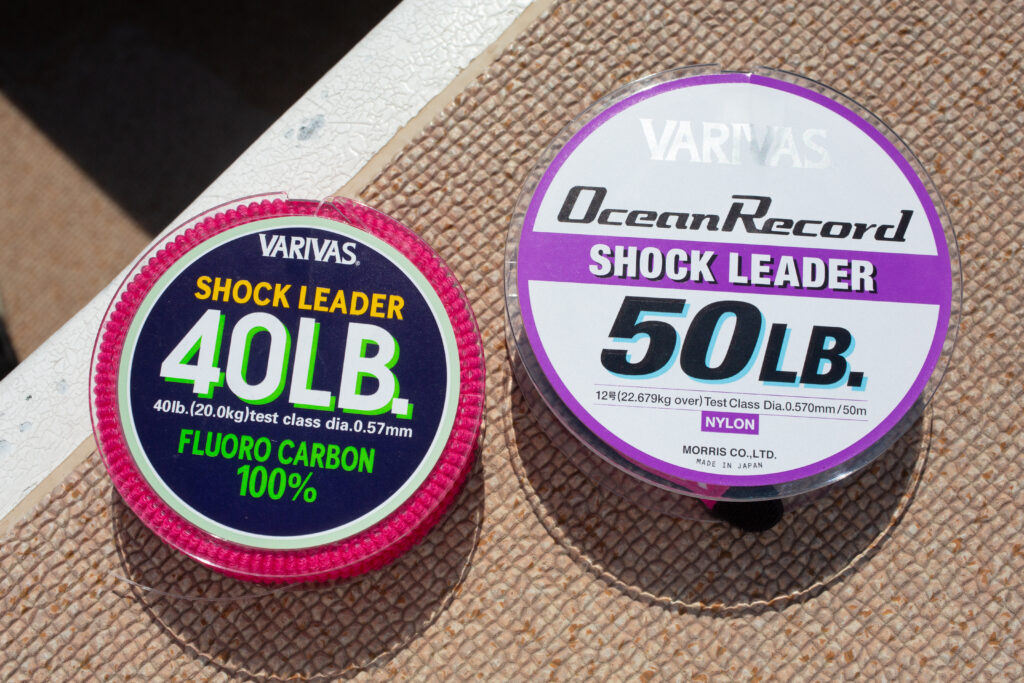 VARIVAS®
SHOCK LEADER
40LB.
40lb.(20.0kg)test class dia.0.57mm
FLUORO CARBON
100%
VARIVAS
OceanRecord
SHOCK LEADER
50LB.
12号(22.679kg over) Test Class Dia.0.570mm/50m
NYLON
MORRIS CO.,LTD.
MADE IN JAPAN